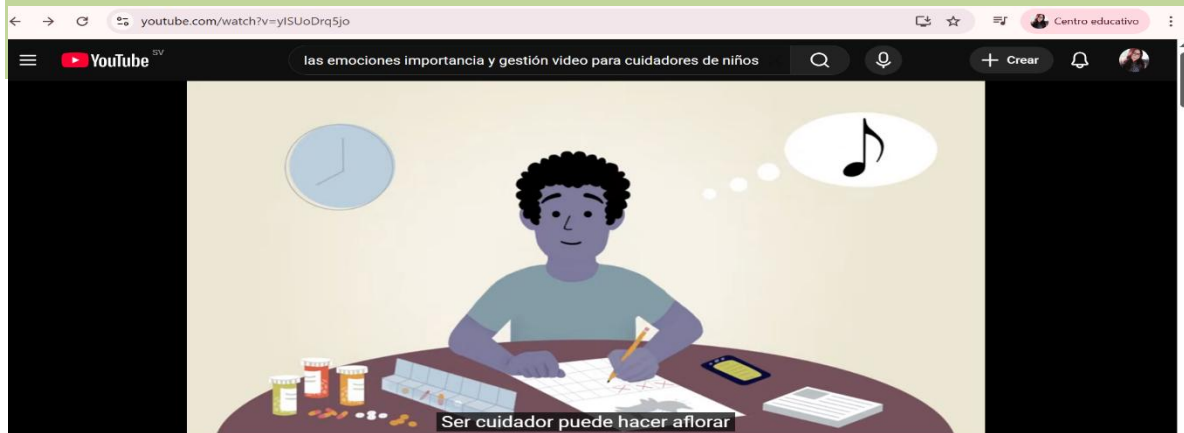 youtube.com/watch?v=ylSUoDrq5jo
Centro educativo
YouTube SV
las emociones importancia y gestión video para cuidadores de niños
Crear
Ser cuidador puede hacer aflorar